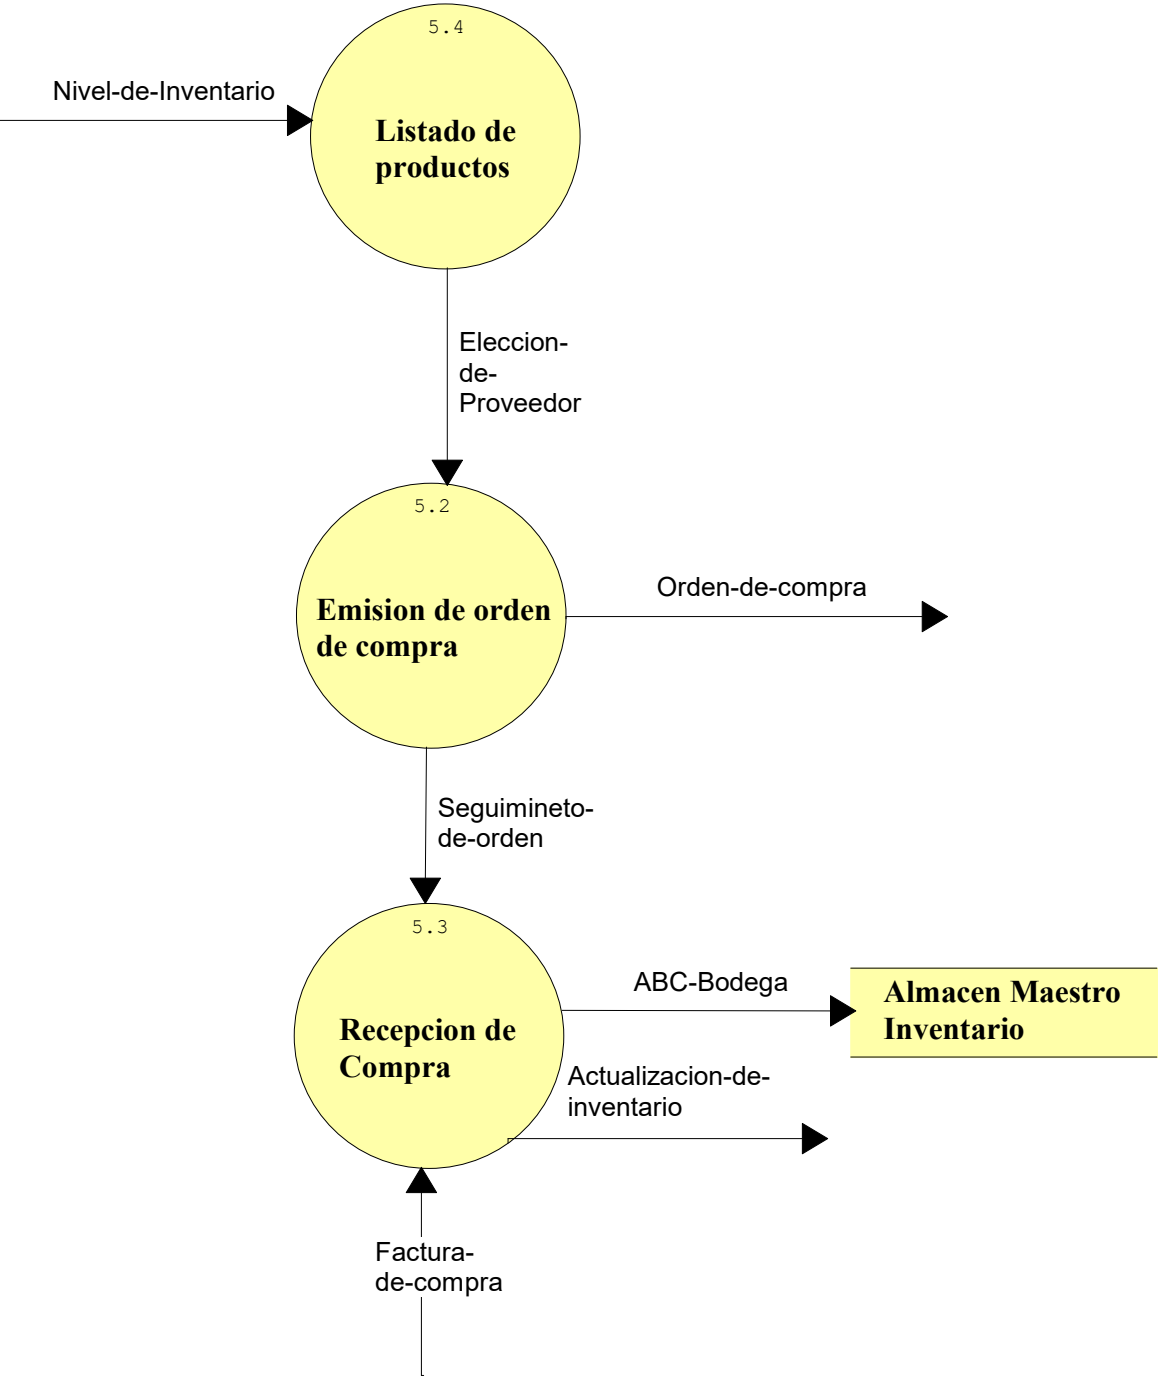 5.4
Nivel-de-Inventario
Listado de
productos
Eleccion-
de-
Proveedor
5.2
Orden-de-compra
Emision de orden
de compra
Seguimineto-
de-orden
5.3
ABC-Bodega
Almacen Maestro
Inventario
Recepcion de
Compra
Actualizacion-de-
inventario
Factura-
de-compra